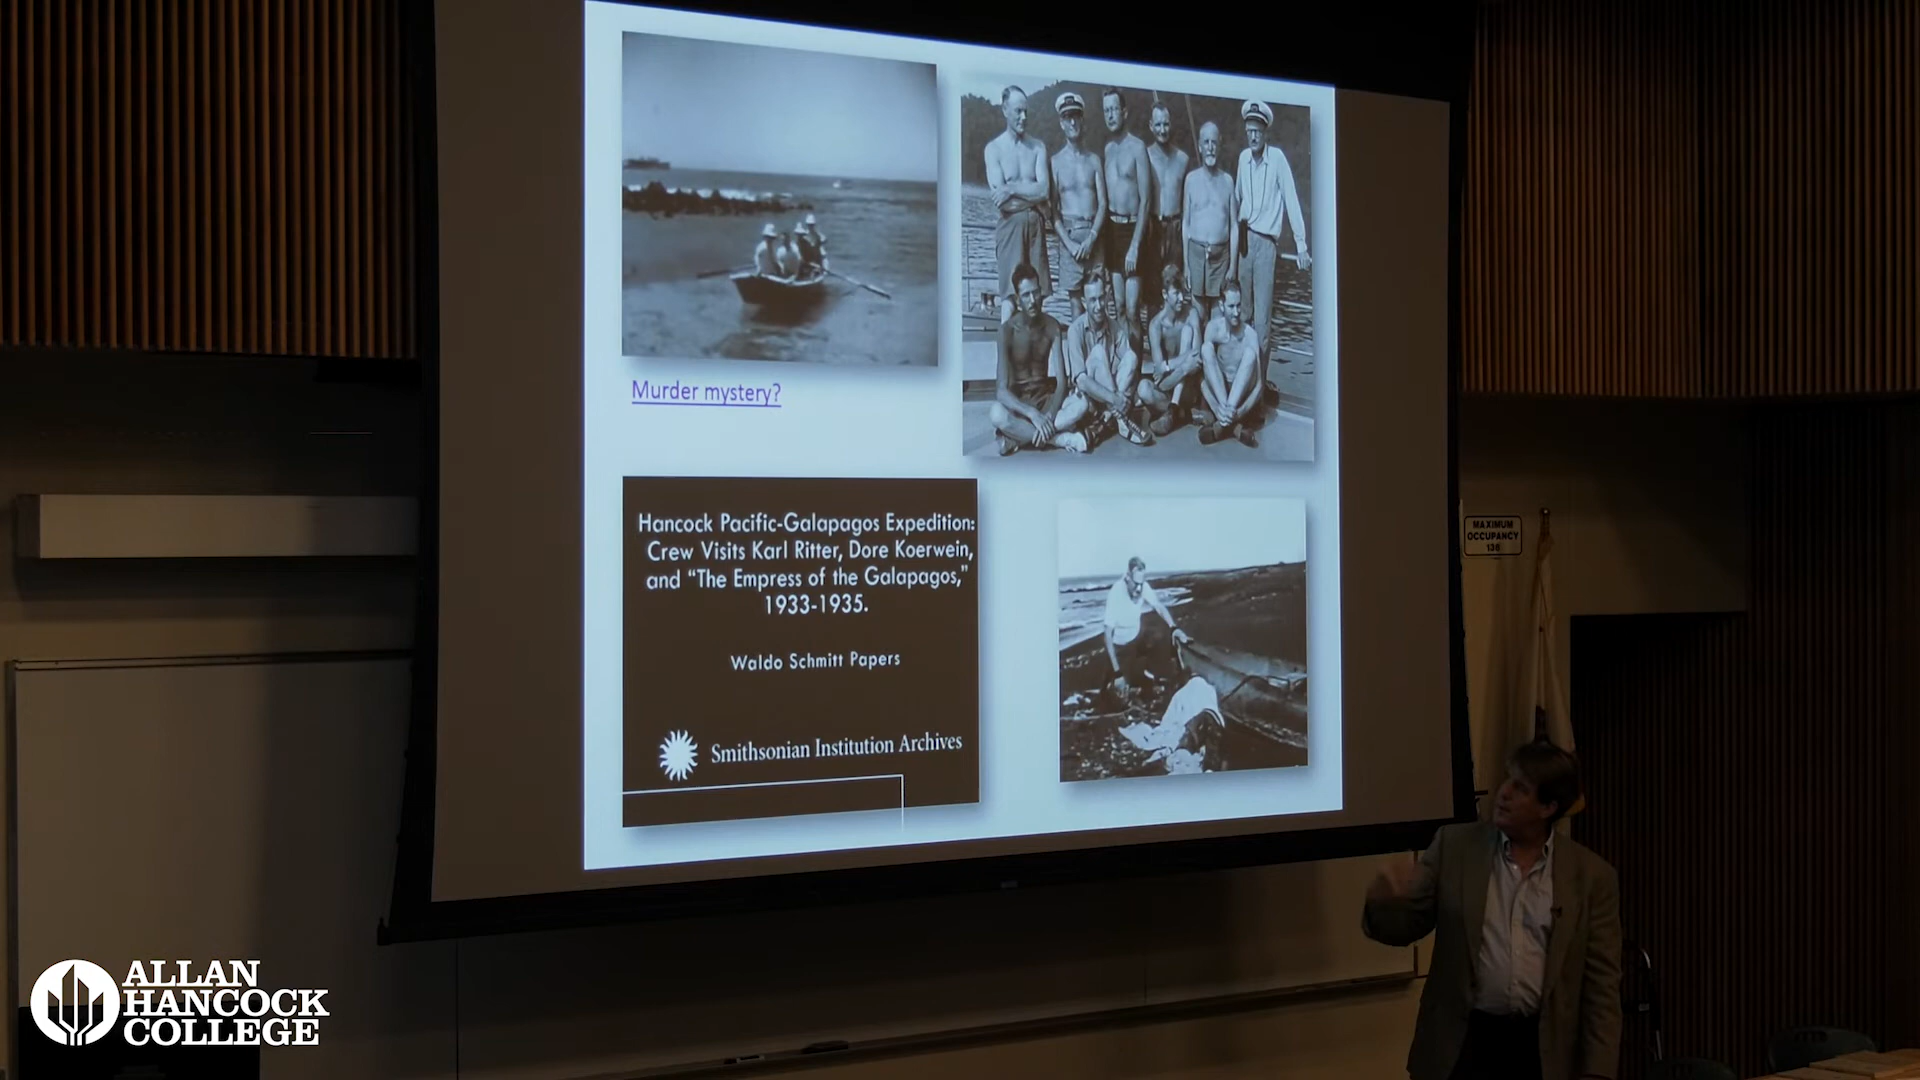 Murder mystery?
Hancock Pacific-Galapagos Expedition:
Crew Visits Karl Ritter, Dore Koerwein,
and “The Empress of the Galapagos,”
1933-1935.
Waldo Schmitt Papers
Smithsonian Institution Archives
MAXIMUM
OCCUPANCY
138
ALLAN
HANCOCK
COLLEGE